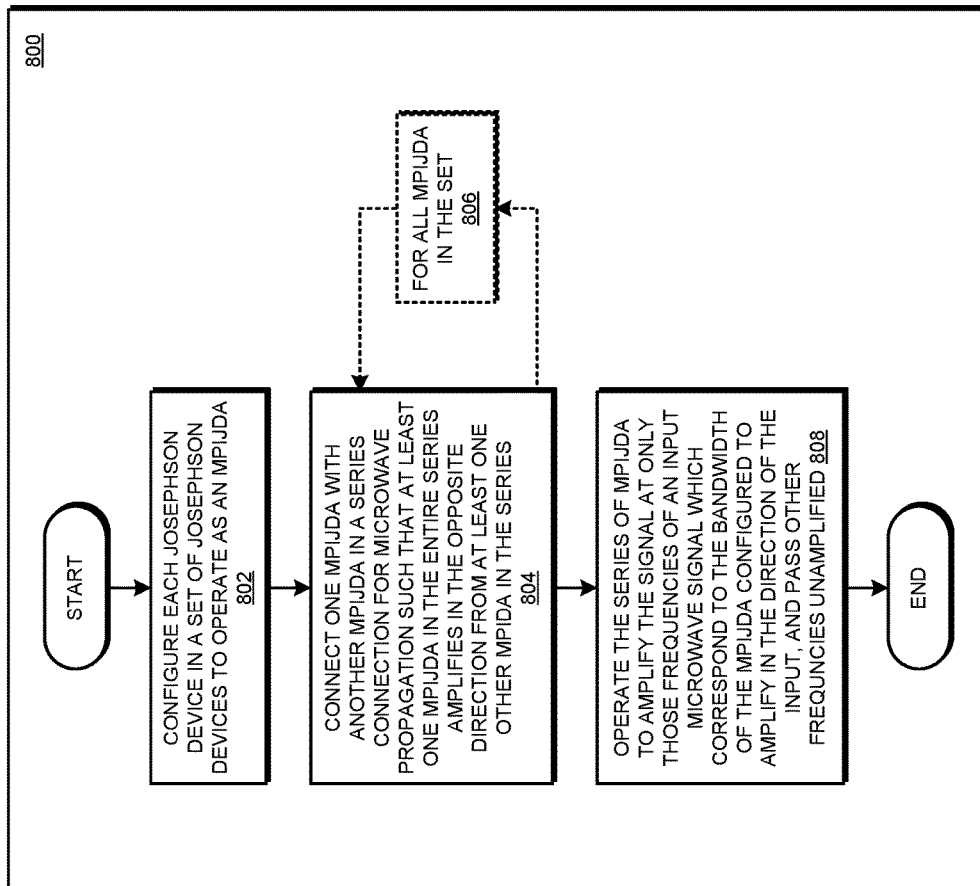 800
START
CONFIGURE EACH JOSEPHSON
DEVICE IN A SET OF JOSEPHSON
DEVICES TO OPERATE AS AN MPIJDA
802
CONNECT ONE MPIJDA WITH
ANOTHER MPIJDA IN A SERIES
CONNECTION FOR MICROWAVE
PROPAGATION SUCH THAT AT LEAST
ONE MPIJDA IN THE ENTIRE SERIES
AMPLIFIES IN THE OPPOSITE
DIRECTION FROM AT LEAST ONE
OTHER MPIDA IN THE SERIES
804
FOR ALL MPIJDA
IN THE SET
806
OPERATE THE SERIES OF MPIJDA
TO AMPLIFY THE SIGNAL AT ONLY
THOSE FREQUENCIES OF AN INPUT
MICROWAVE SIGNAL WHICH
CORRESPOND TO THE BANDWIDTH
OF THE MPIJDA CONFIGURED TO
AMPLIFY IN THE DIRECTION OF THE
INPUT, AND PASS OTHER
FREQUNCIES UNAMPLIFIED 808
END